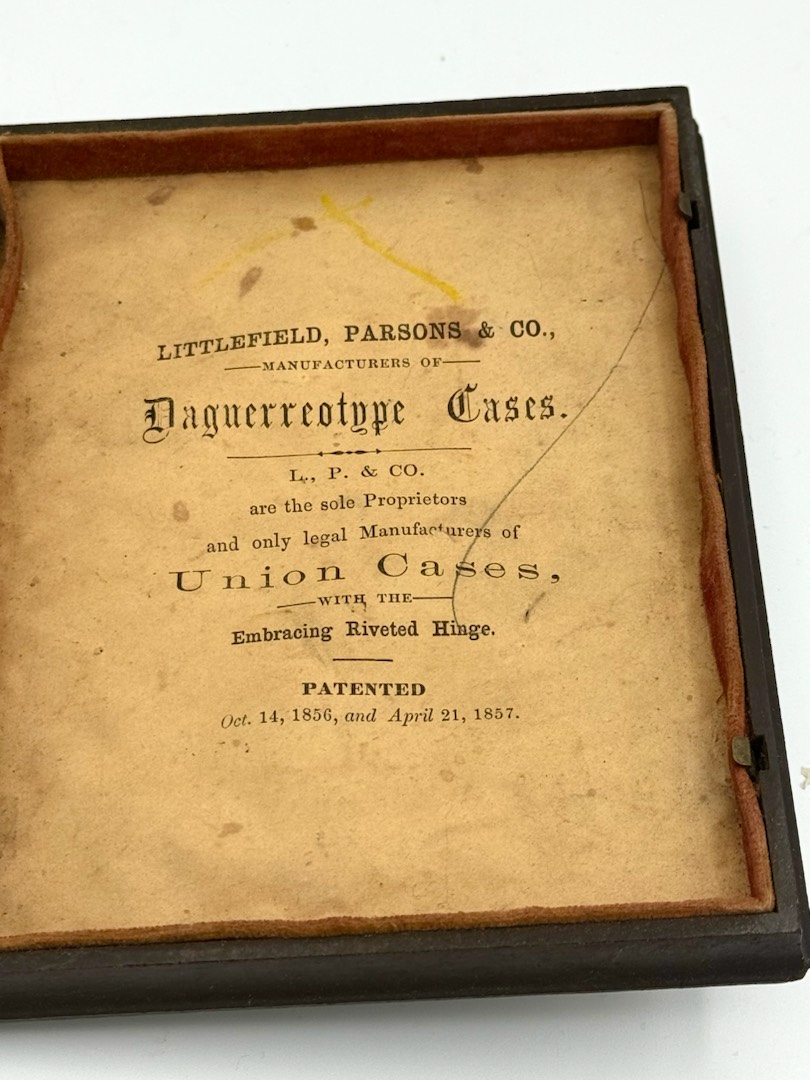 LITTLEFIELD, PARSONS & CO.,
MANUFACTURERS OF
Daguerreotype Cases.
L., P. & CO.
are the sole Proprietors
and only legal Manufacturers of
Union Cases,
WITH THE
Embracing Riveted Hinge.
PATENTED
Oct. 14, 1856, and April 21, 1857.